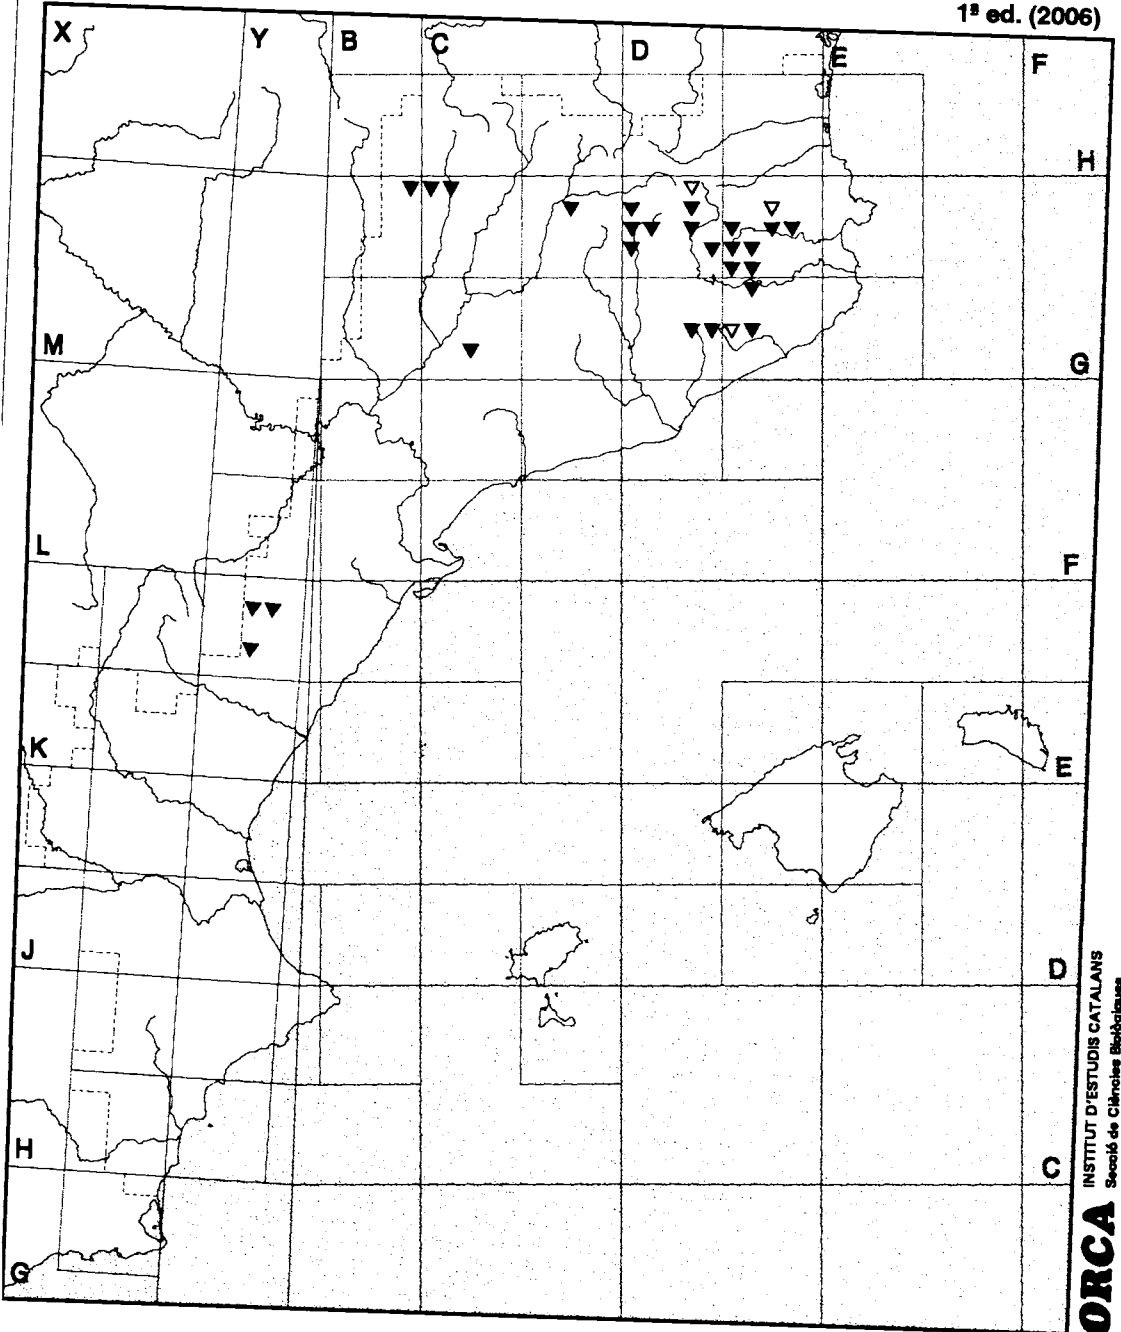 1ª ed. (2006)
X Y B C D E F
H
M G
L F
K E
J D
H C
G
INSTITUT D'ESTUDIS CATALANS
Secció de Ciències Biològiques
ORCA